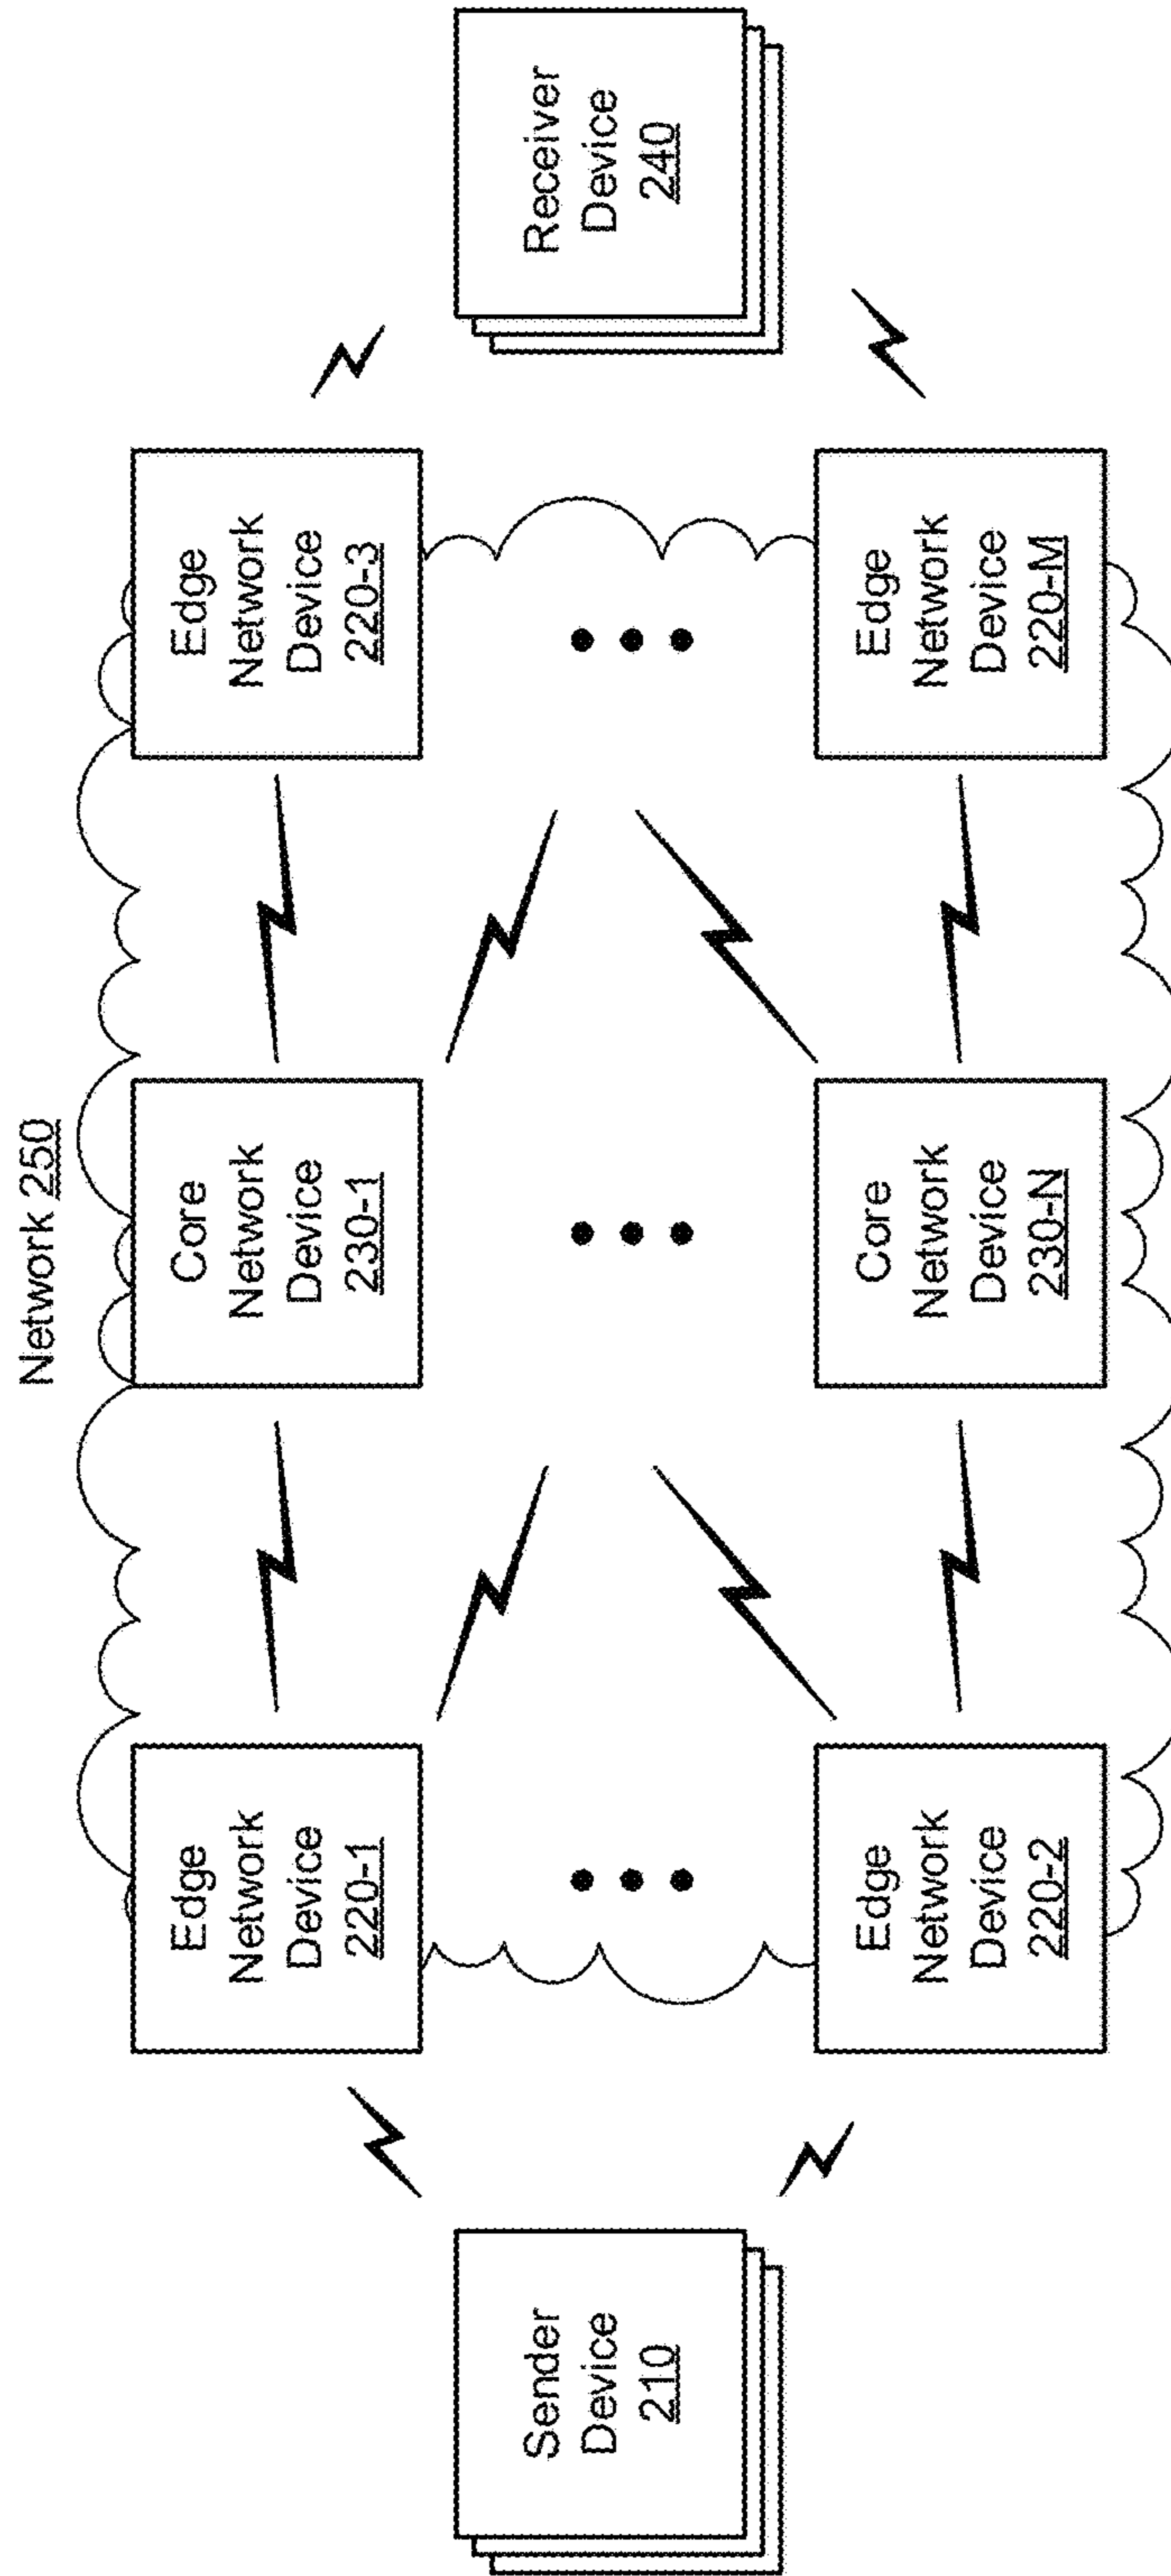 Network 250
Sender
Device
210
Edge
Network
Device
220-1
Edge
Network
Device
220-2
Core
Network
Device
230-1
Core
Network
Device
230-N
Edge
Network
Device
220-3
Edge
Network
Device
220-M
Receiver
Device
240